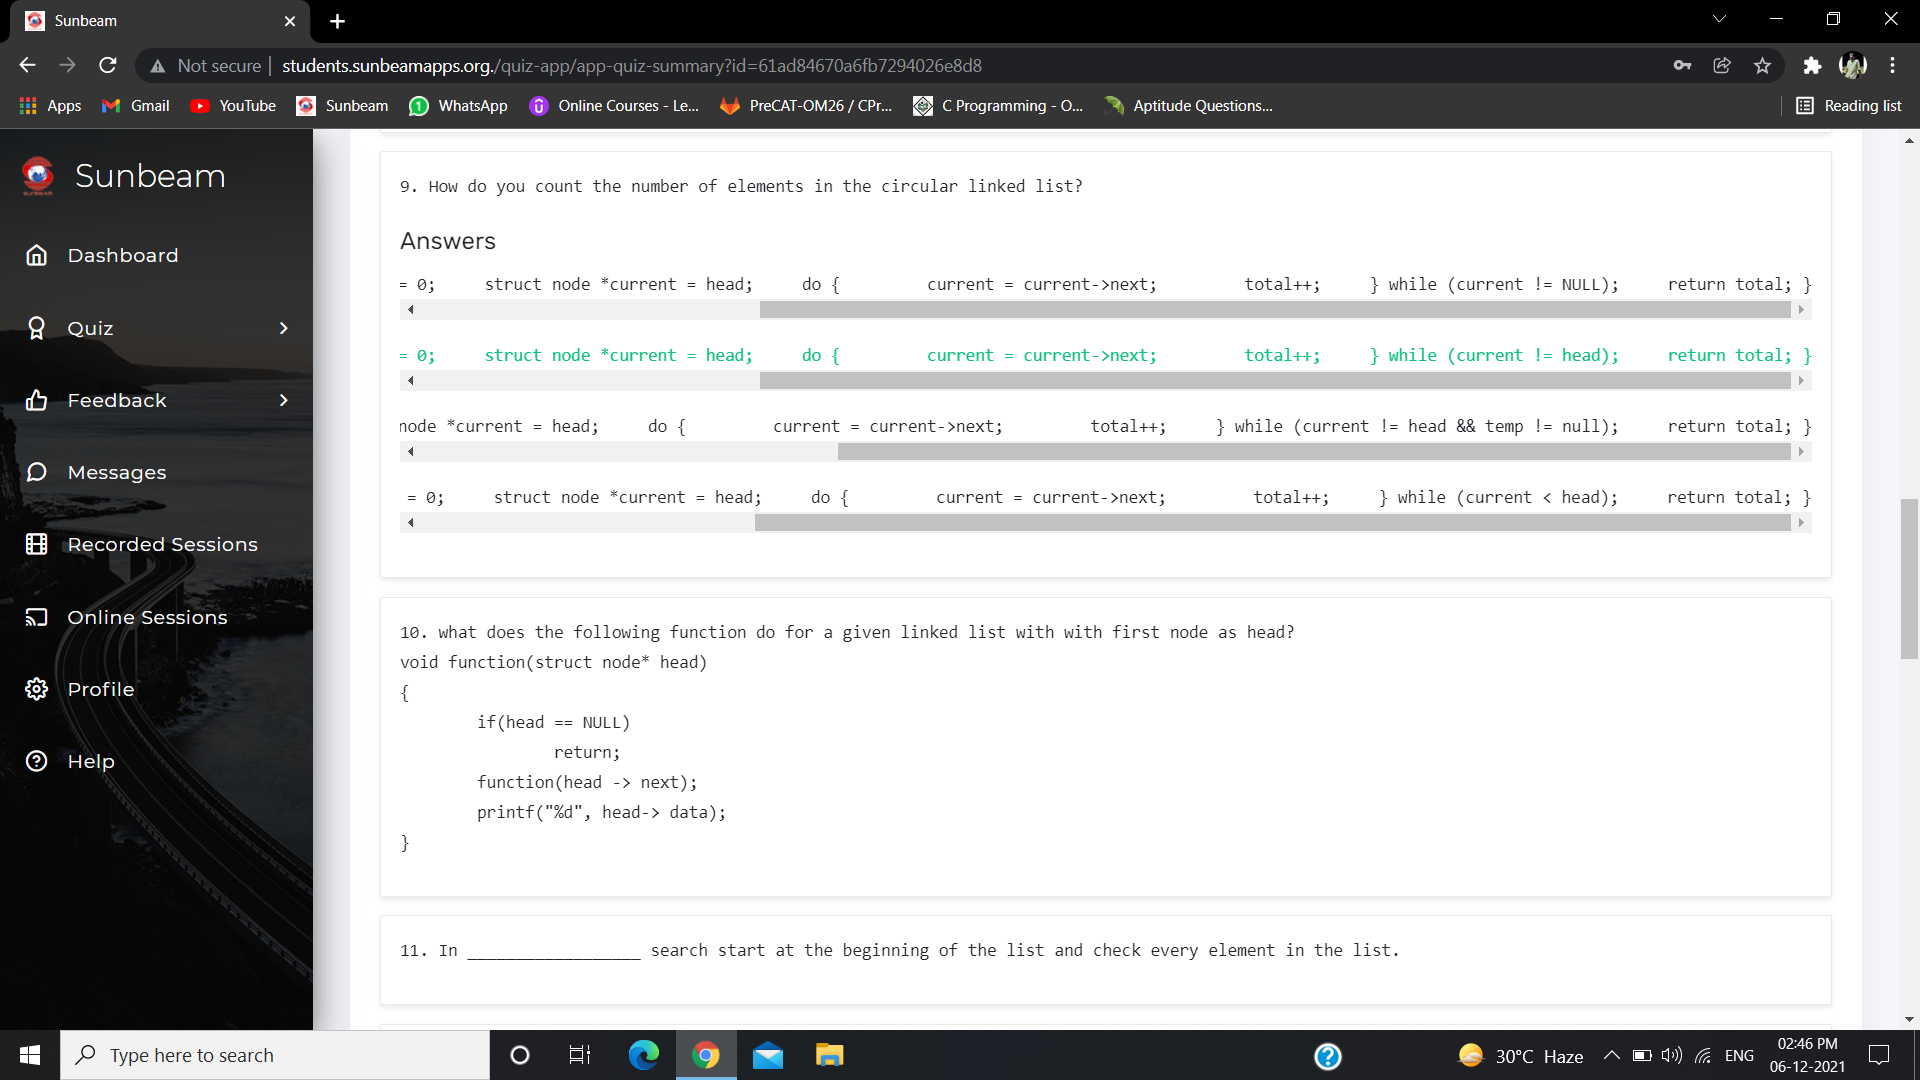 Sunbeam
Not secure | students.sunbeamapps.org./quiz-app/app-quiz-summary?id=61ad84670a6fb7294026e8d8
Apps Gmail YouTube Sunbeam WhatsApp Online Courses - Le... PreCAT-OM26 / CPr... C Programming - O... Aptitude Questions... Reading list
Sunbeam
Dashboard
Quiz
Feedback
Messages
Recorded Sessions
Online Sessions
Profile
Help
9. How do you count the number of elements in the circular linked list?
Answers
= 0; struct node *current = head; do { current = current->next; total++; } while (current != NULL); return total; }
= 0; struct node *current = head; do { current = current->next; total++; } while (current != head); return total; }
node *current = head; do { current = current->next; total++; } while (current != head && temp != null); return total; }
= 0; struct node *current = head; do { current = current->next; total++; } while (current < head); return total; }
10. what does the following function do for a given linked list with with first node as head?
void function(struct node* head)
{
if(head == NULL)
return;
function(head -> next);
printf("%d", head-> data);
}
11. In __________________ search start at the beginning of the list and check every element in the list.
Type here to search
30°C Haze
ENG
02:46 PM
06-12-2021